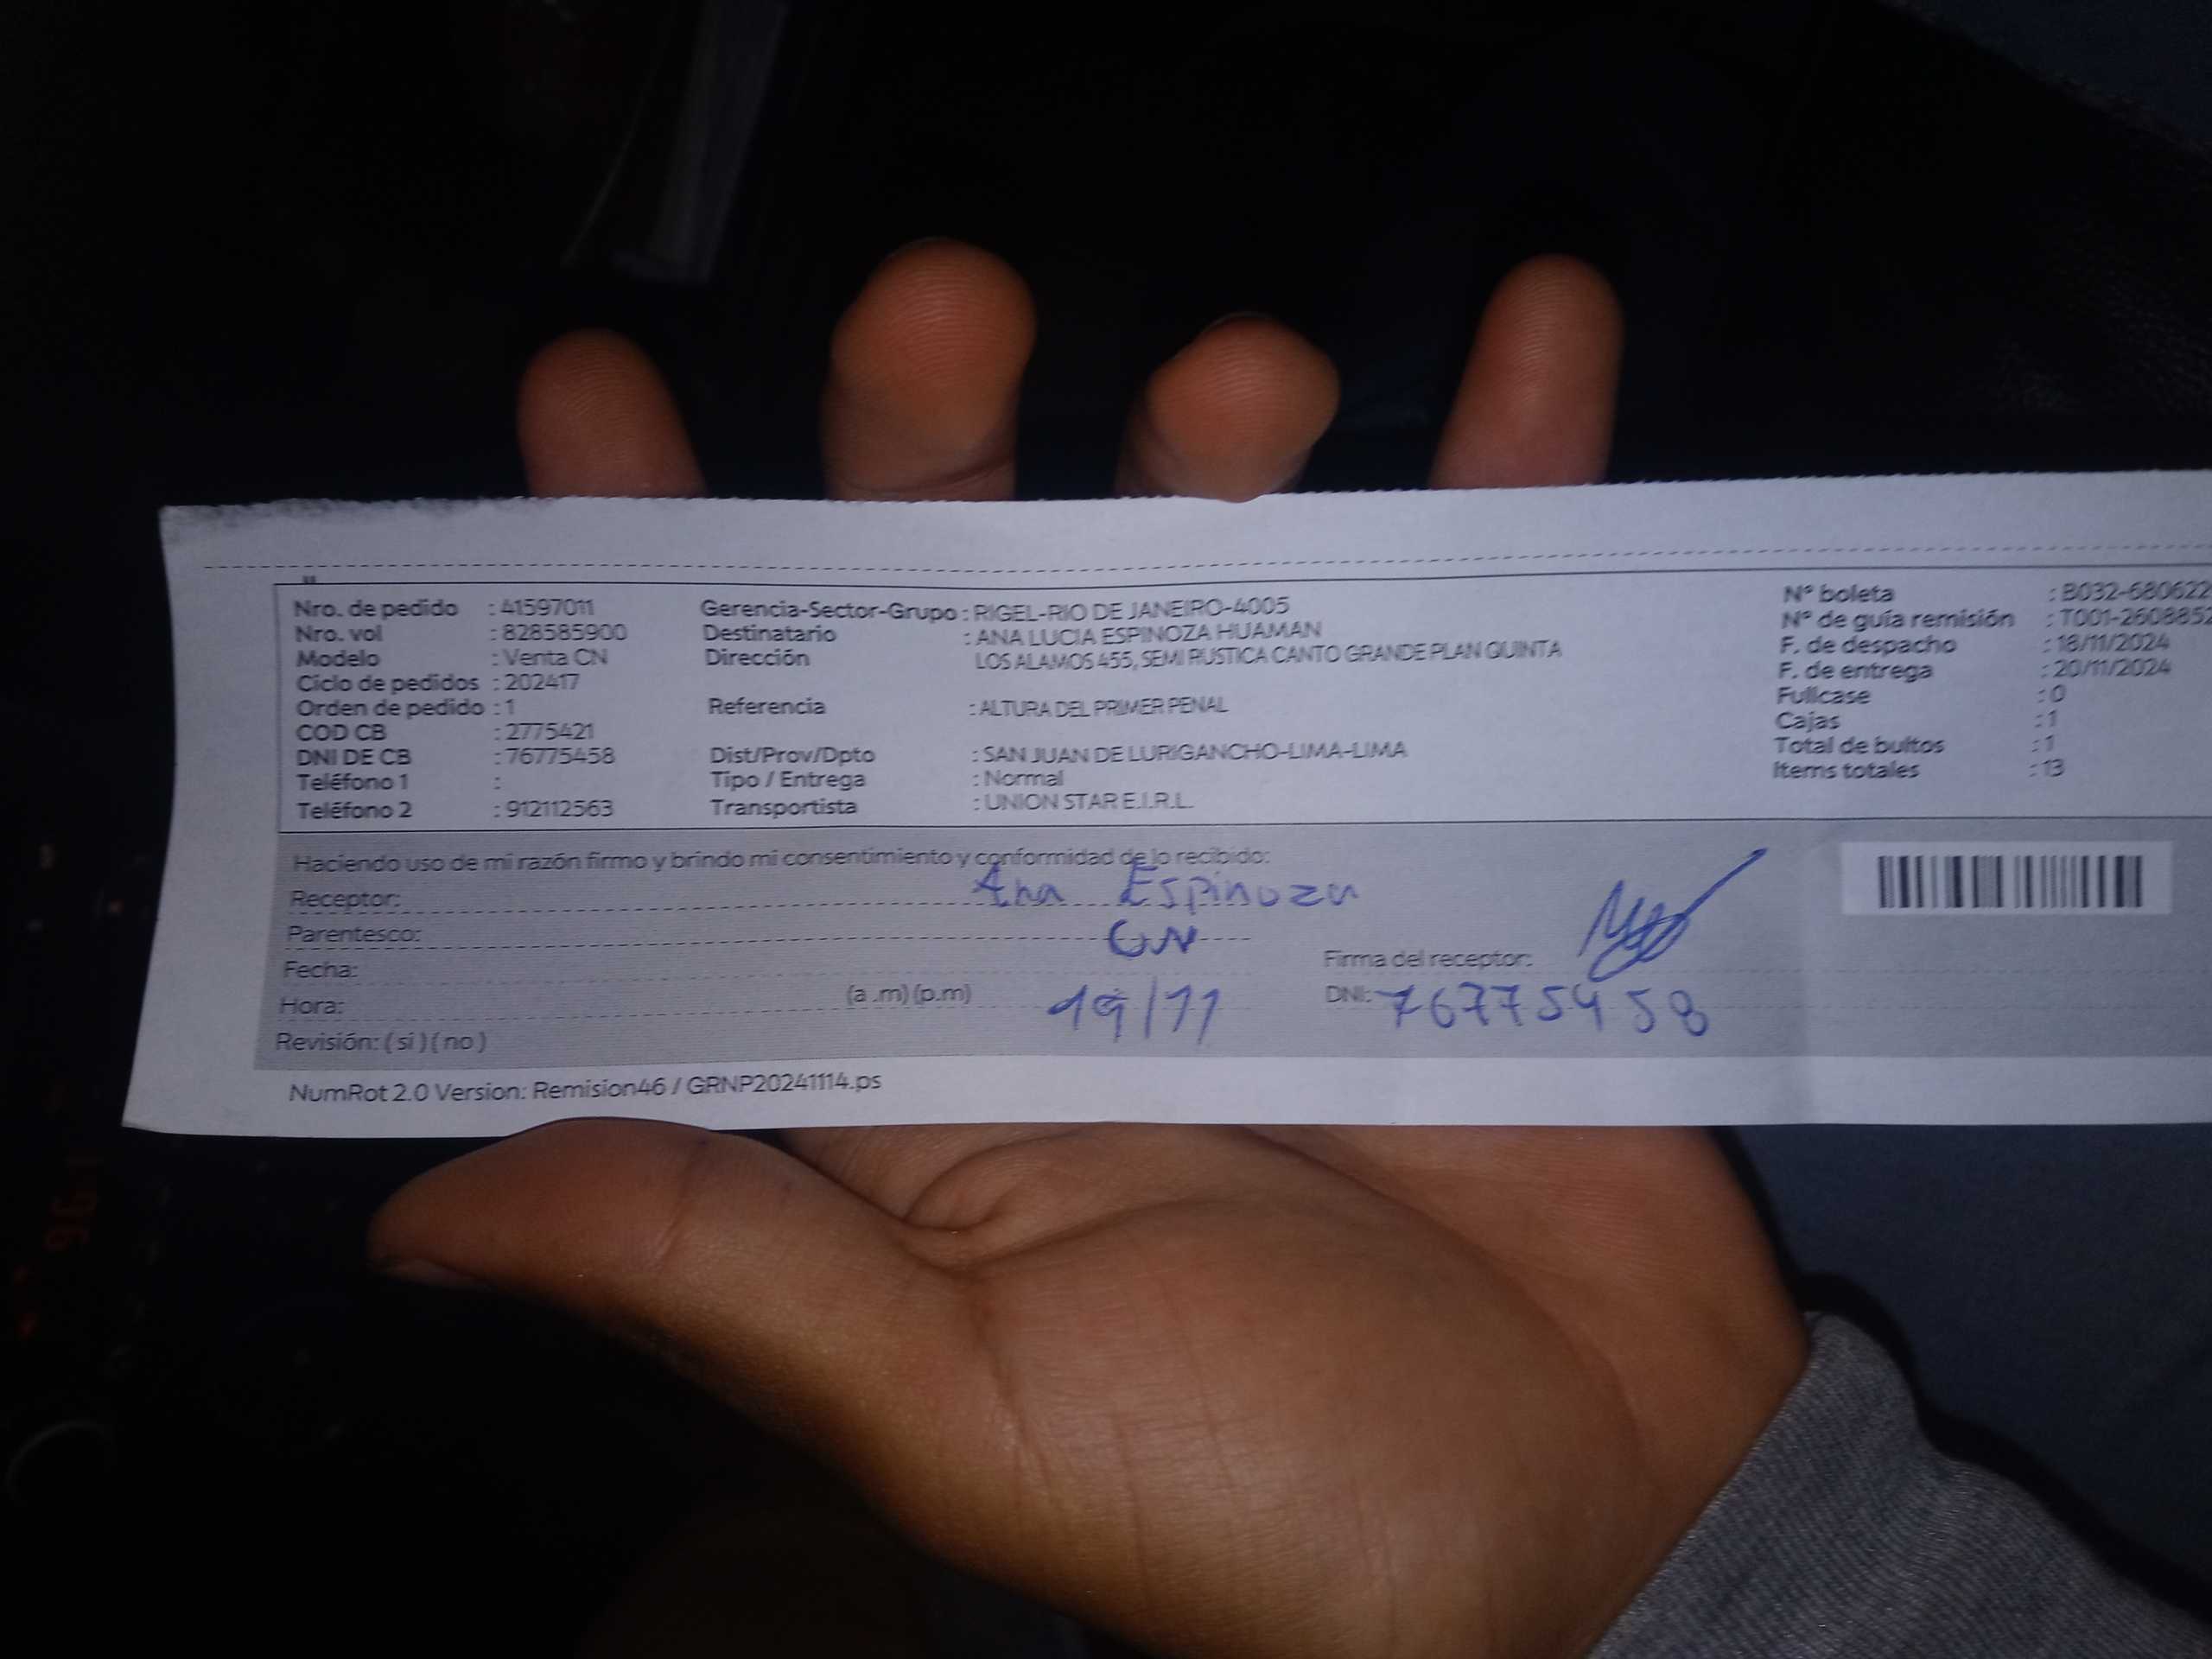 Nro. de pedido : 41597011 Gerencia-Sector-Grupo : RIGEL-RIO DE JANEIRO-4005 N° boleta : B032-680622
Nro. vol : 828585900 Destinatario : ANA LUCIA ESPINOZA HUAMAN N° de guía remisión : T001-2608852
Modelo : Venta CN Dirección LOS ALAMOS 455, SEMI RUSTICA CANTO GRANDE PLAN QUINTA F. de despacho : 18/11/2024
Ciclo de pedidos : 202417 F. de entrega : 20/11/2024
Orden de pedido : 1 Referencia : ALTURA DEL PRIMER PENAL Fullcase : 0
COD CB : 2775421 Cajas : 1
DNI DE CB : 76775458 Dist/Prov/Dpto : SAN JUAN DE LURIGANCHO-LIMA-LIMA Total de bultos : 1
Teléfono 1 : Tipo / Entrega : Normal Items totales : 13
Teléfono 2 : 912112563 Transportista : UNION STAR E.I.R.L.
Haciendo uso de mi razón firmo y brindo mi consentimiento y conformidad de lo recibido:
Receptor: Ana Espinoza
Parentesco: CN
Fecha: Firma del receptor:
Hora: (a .m) (p.m) 19/11 DNI: 76775458
Revisión: ( si ) ( no )
NumRot 2.0 Version: Remision46 / GRNP20241114.ps